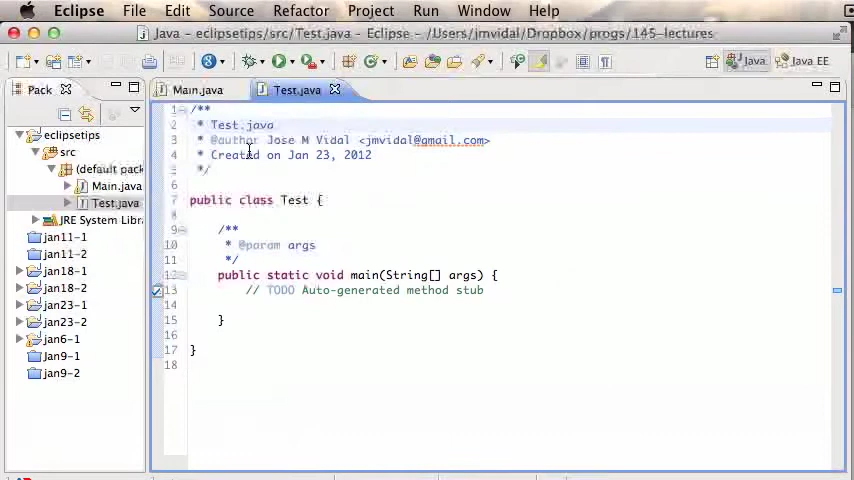 Eclipse File Edit Source Refactor Project Run Window Help
Java - eclipsetips/src/Test.java - Eclipse - /Users/jmvidal/Dropbox/progs/145-lectures
Java Java EE
Pack
eclipsetips
src
(default pack
Main.java
Test.java
JRE System Libr
jan11-1
jan11-2
jan18-1
jan18-2
jan23-1
jan23-2
jan6-1
Jan9-1
jan9-2
Main.java Test.java
1 /**
2 * Test.java
3 * @author Jose M Vidal <jmvidal@gmail.com>
4 * Created on Jan 23, 2012
5 */
6
7 public class Test {
8
9 /**
10 * @param args
11 */
12 public static void main(String[] args) {
13 // TODO Auto-generated method stub
14
15 }
16
17 }
18